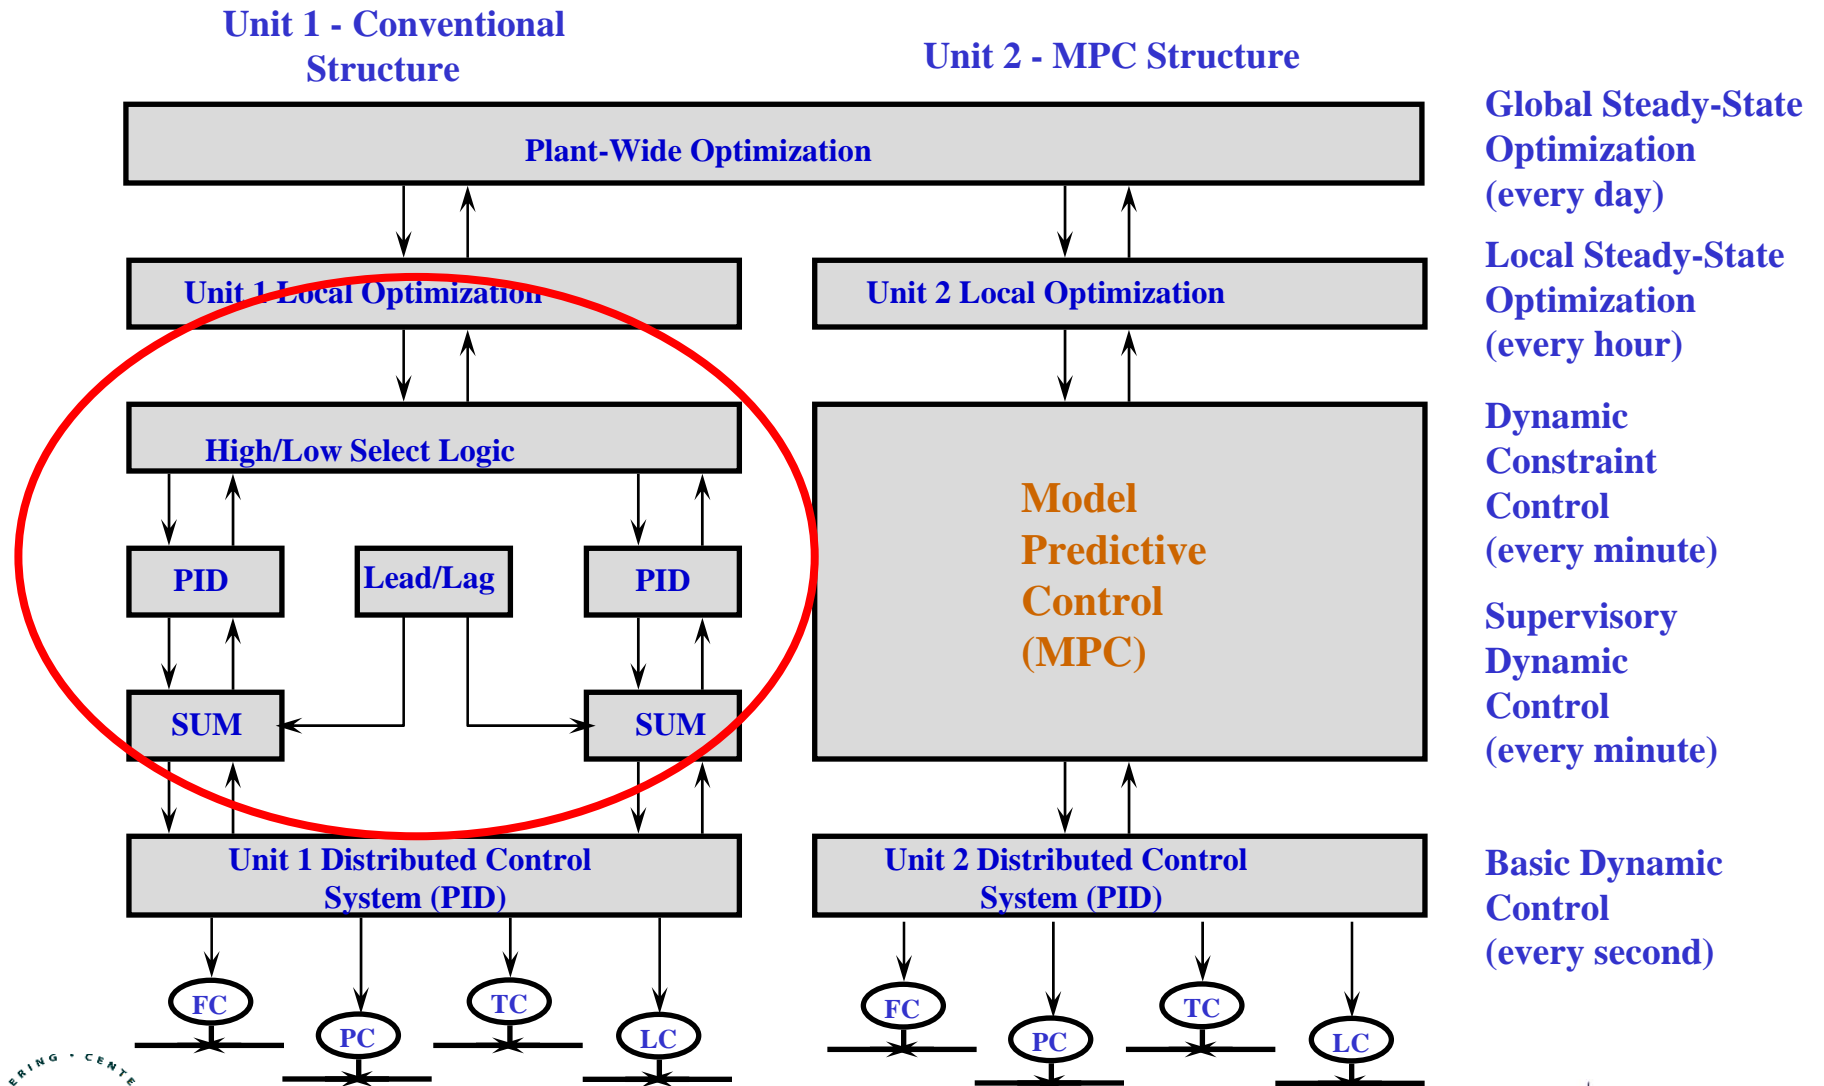 Unit 1 - Conventional
Structure
Unit 2 - MPC Structure
Plant-Wide Optimization
Global Steady-State
Optimization
(every day)
Unit 1 Local Optimization
Unit 2 Local Optimization
Local Steady-State
Optimization
(every hour)
High/Low Select Logic
PID
Lead/Lag
PID
SUM
SUM
Model
Predictive
Control
(MPC)
Dynamic
Constraint
Control
(every minute)
Supervisory
Dynamic
Control
(every minute)
Unit 1 Distributed Control
System (PID)
Unit 2 Distributed Control
System (PID)
Basic Dynamic
Control
(every second)
FC
PC
TC
LC
FC
PC
TC
LC
ERING · CENTE